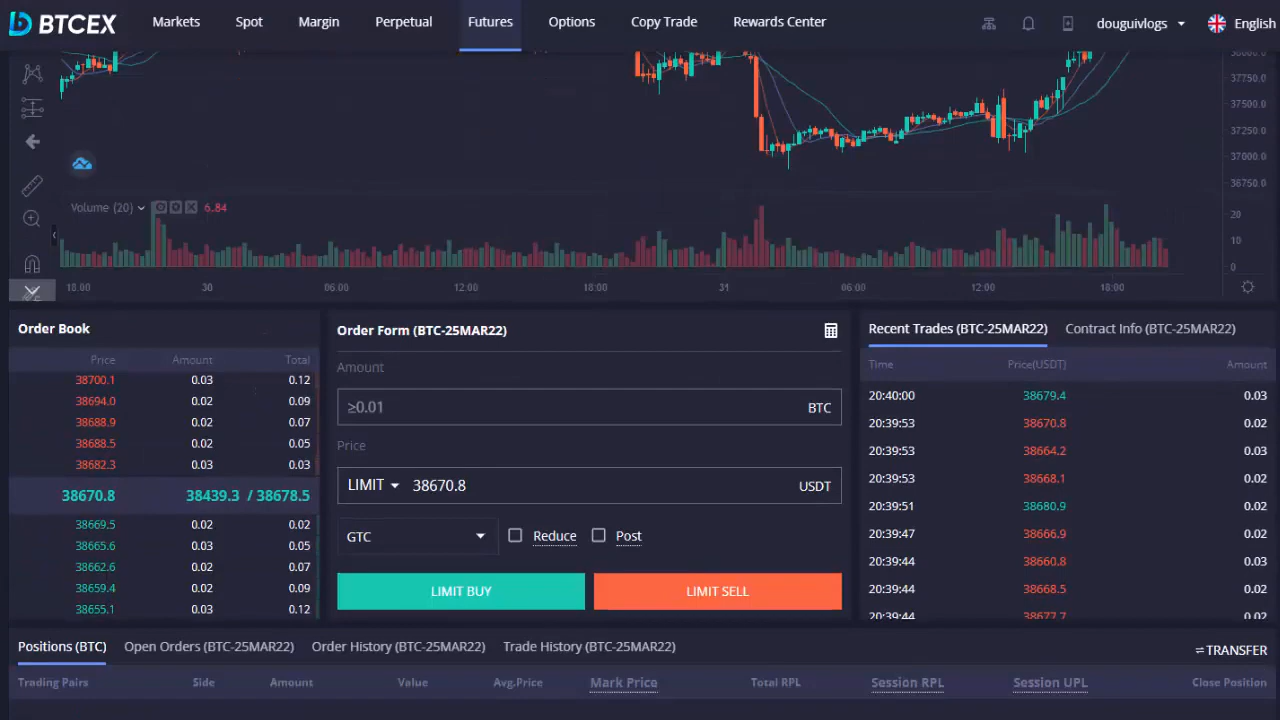 BTCEX Markets Spot Margin Perpetual Futures Options Copy Trade Rewards Center douguivlogs English
37750.0
37500.0
37250.0
37000.0
36750.0
Volume (20) 6.84
20
10
0
18:00 30 06:00 12:00 18:00 31 06:00 12:00 18:00
Order Book
Price Amount Total
38700.1 0.03 0.12
38694.0 0.02 0.09
38688.9 0.02 0.07
38688.5 0.02 0.05
38682.3 0.03 0.03
38670.8 38439.3 / 38678.5
38669.5 0.02 0.02
38665.6 0.03 0.05
38662.6 0.02 0.07
38659.4 0.02 0.09
38655.1 0.03 0.12
Order Form (BTC-25MAR22)
Amount
≥0.01 BTC
Price
LIMIT 38670.8 USDT
GTC Reduce Post
LIMIT BUY LIMIT SELL
Recent Trades (BTC-25MAR22) Contract Info (BTC-25MAR22)
Time Price(USDT) Amount
20:40:00 38679.4 0.03
20:39:53 38670.8 0.02
20:39:53 38664.2 0.03
20:39:53 38668.1 0.02
20:39:51 38680.9 0.02
20:39:47 38666.9 0.02
20:39:44 38660.8 0.03
20:39:44 38668.5 0.02
20:39:44 38677.7 0.02
Positions (BTC) Open Orders (BTC-25MAR22) Order History (BTC-25MAR22) Trade History (BTC-25MAR22) TRANSFER
Trading Pairs Side Amount Value Avg.Price Mark Price Total RPL Session RPL Session UPL Close Position